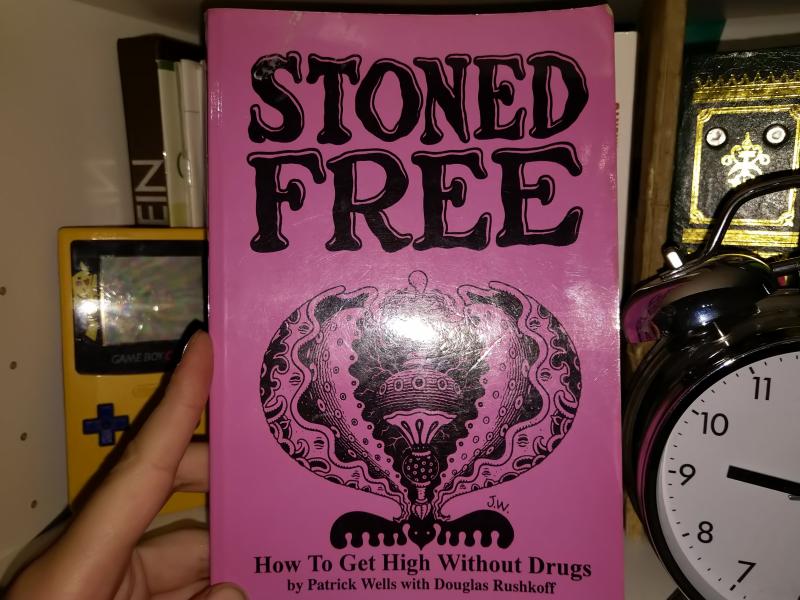 STONED
FREE
J.W.
How To Get High Without Drugs
by Patrick Wells with Douglas Rushkoff
EIN
GAME BOY C
11
10
9
8
7